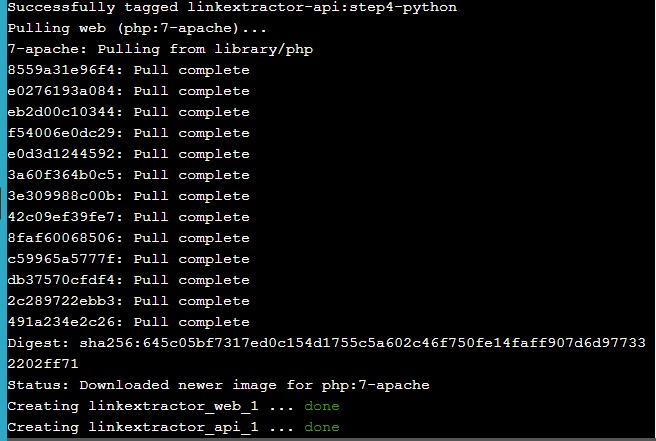 Successfully tagged linkextractor-api:step4-python
Pulling web (php:7-apache)...
7-apache: Pulling from library/php
8559a31e96f4: Pull complete
e0276193a084: Pull complete
eb2d00c10344: Pull complete
f54006e0dc29: Pull complete
e0d3d1244592: Pull complete
3a60f364b0c5: Pull complete
3e309988c00b: Pull complete
42c09ef39fe7: Pull complete
8faf60068506: Pull complete
c59965a5777f: Pull complete
db37570cfdf4: Pull complete
2c289722ebb3: Pull complete
491a234e2c26: Pull complete
Digest: sha256:645c05bf7317ed0c154d1755c5a602c46f750fe14faff907d6d97733
2202ff71
Status: Downloaded newer image for php:7-apache
Creating linkextractor_web_1 ... done
Creating linkextractor_api_1 ... done